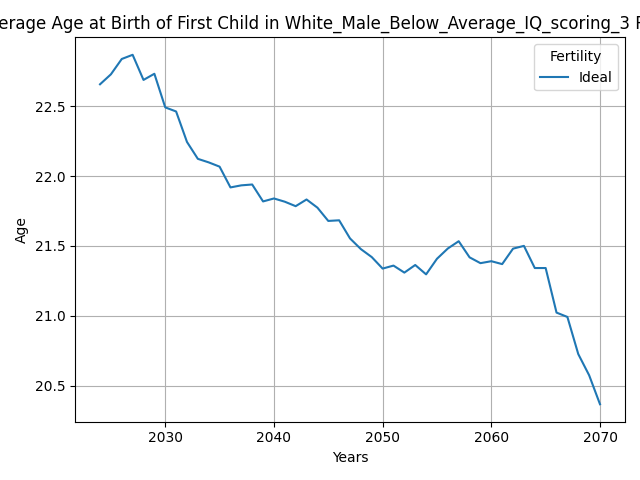 erage Age at Birth of First Child in White_Male_Below_Average_IQ_scoring_3
Fertility
Ideal
Age
22.5
22.0
21.5
21.0
20.5
2030 2040 2050 2060 2070
Years